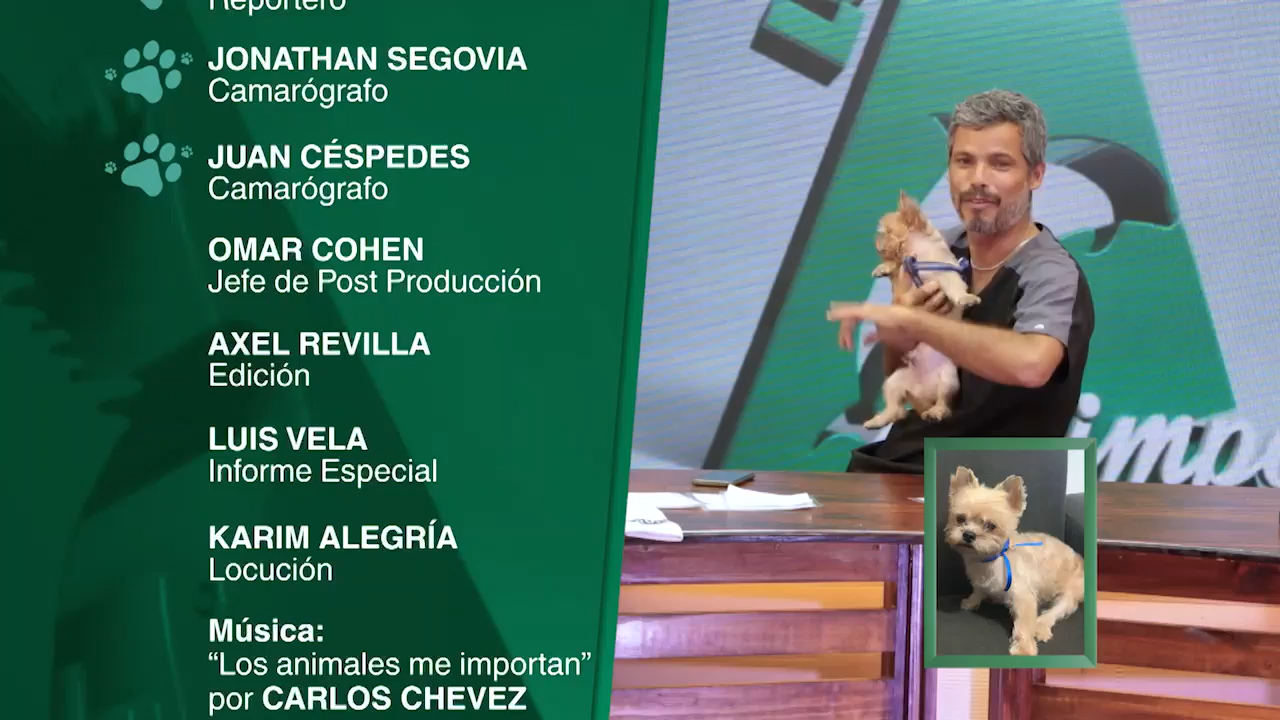 Reportero
JONATHAN SEGOVIA
Camarógrafo
JUAN CÉSPEDES
Camarógrafo
OMAR COHEN
Jefe de Post Producción
AXEL REVILLA
Edición
LUIS VELA
Informe Especial
KARIM ALEGRÍA
Locución
Música:
“Los animales me importan”
por CARLOS CHEVEZ